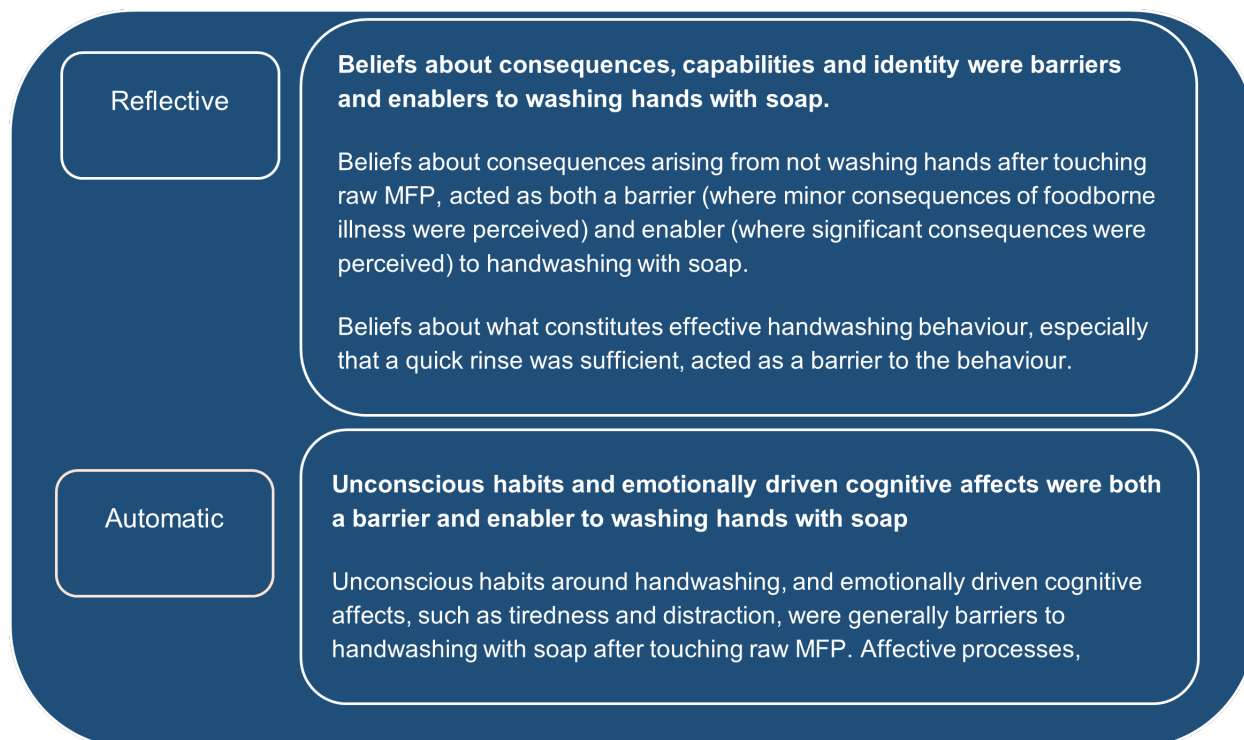 Reflective
Beliefs about consequences, capabilities and identity were barriers
and enablers to washing hands with soap.
Beliefs about consequences arising from not washing hands after touching
raw MFP, acted as both a barrier (where minor consequences of foodborne
illness were perceived) and enabler (where significant consequences were
perceived) to handwashing with soap.
Beliefs about what constitutes effective handwashing behaviour, especially
that a quick rinse was sufficient, acted as a barrier to the behaviour.
Automatic
Unconscious habits and emotionally driven cognitive affects were both
a barrier and enabler to washing hands with soap
Unconscious habits around handwashing, and emotionally driven cognitive
affects, such as tiredness and distraction, were generally barriers to
handwashing with soap after touching raw MFP. Affective processes,